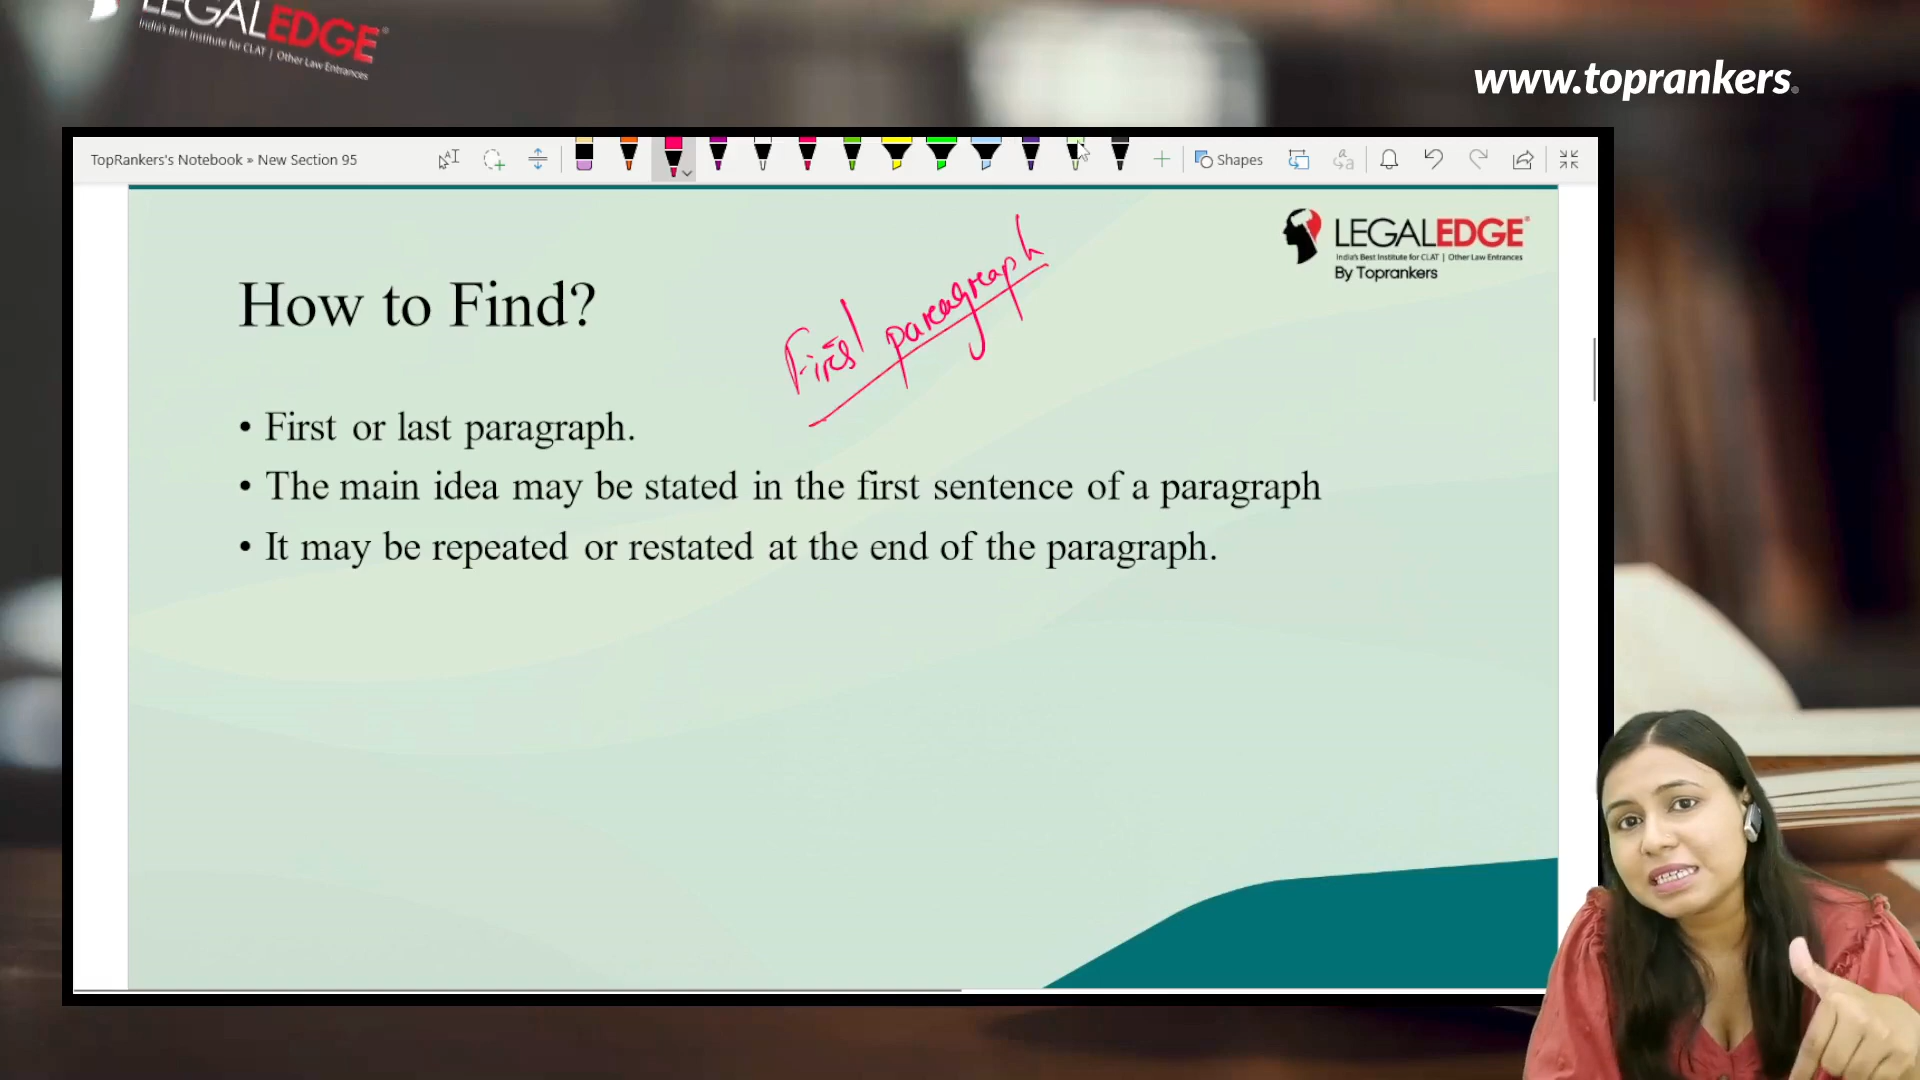 LEGALEDGE
India's Best Institute for CLAT | Other Law Entrances
www.toprankers.
TopRankers's Notebook » New Section 95
Shapes
LEGALEDGE
India's Best Institute for CLAT | Other Law Entrances
By Toprankers
How to Find?
First paragraph
• First or last paragraph.
• The main idea may be stated in the first sentence of a paragraph
• It may be repeated or restated at the end of the paragraph.